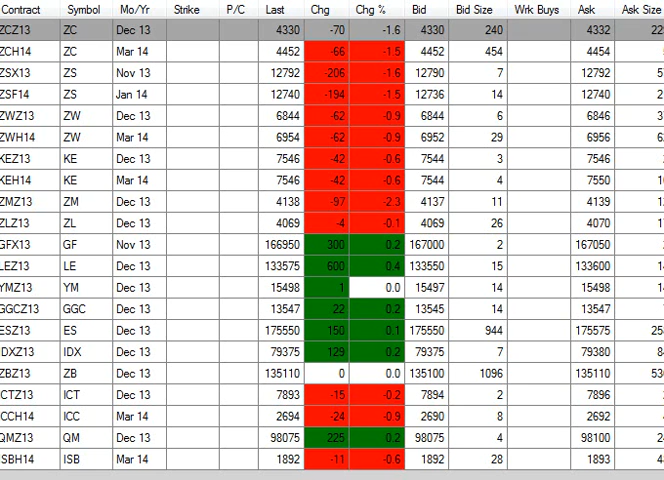 Contract Symbol Mo/Yr Strike P/C Last Chg Chg % Bid Bid Size Wrk Buys Ask Ask Size
ZCZ13 ZC Dec 13 4330 -70 -1.6 4330 240 4332
ZCH14 ZC Mar 14 4452 -66 -1.5 4452 454 4454
ZSX13 ZS Nov 13 12792 -206 -1.6 12790 7 12792
ZSF14 ZS Jan 14 12740 -194 -1.5 12736 14 12740
ZWZ13 ZW Dec 13 6844 -62 -0.9 6844 6 6846
ZWH14 ZW Mar 14 6954 -62 -0.9 6952 29 6956
KEZ13 KE Dec 13 7546 -42 -0.6 7544 3 7546
KEH14 KE Mar 14 7546 -42 -0.6 7544 4 7550
ZMZ13 ZM Dec 13 4138 -97 -2.3 4137 11 4139
ZLZ13 ZL Dec 13 4069 -4 -0.1 4069 26 4070
GFX13 GF Nov 13 166950 300 0.2 167000 2 167050
LEZ13 LE Dec 13 133575 600 0.4 133550 15 133600
YMZ13 YM Dec 13 15498 1 0.0 15497 14 15498
GGCZ13 GGC Dec 13 13547 22 0.2 13545 14 13547
ESZ13 ES Dec 13 175550 150 0.1 175550 944 175575
IDXZ13 IDX Dec 13 79375 129 0.2 79375 7 79380
ZBZ13 ZB Dec 13 135110 0 0.0 135100 1096 135110
CTZ13 ICT Dec 13 7893 -15 -0.2 7894 2 7896
CCH14 ICC Mar 14 2694 -24 -0.9 2690 8 2692
QMZ13 QM Dec 13 98075 225 0.2 98075 4 98100
SBH14 ISB Mar 14 1892 -11 -0.6 1892 28 1893